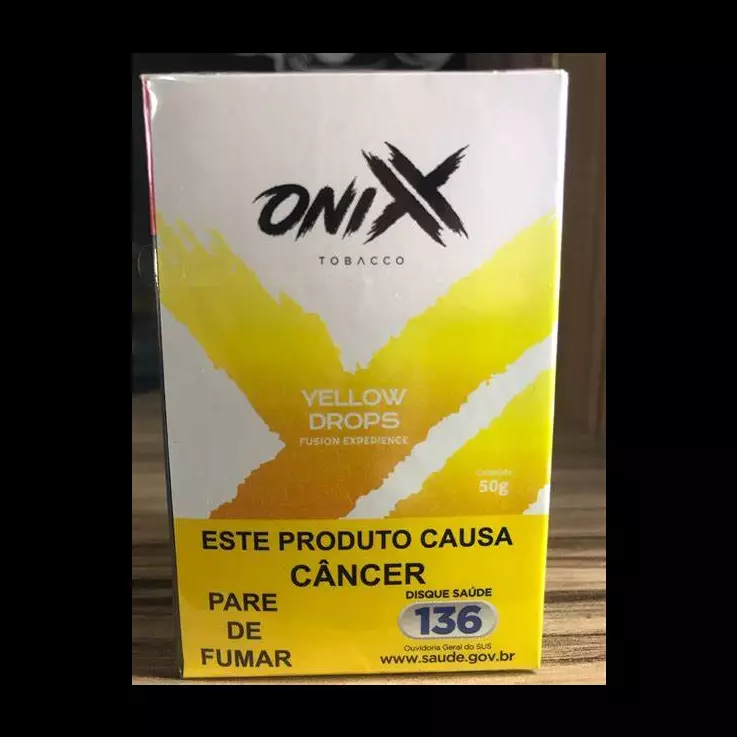 ONIX
TOBACCO
YELLOW
DROPS
FUSION EXPERIENCE
Conteúdo
50g
ESTE PRODUTO CAUSA
CÂNCER
PARE
DE
FUMAR
DISQUE SAÚDE
136
Ouvidoria Geral do SUS
www.saude.gov.br